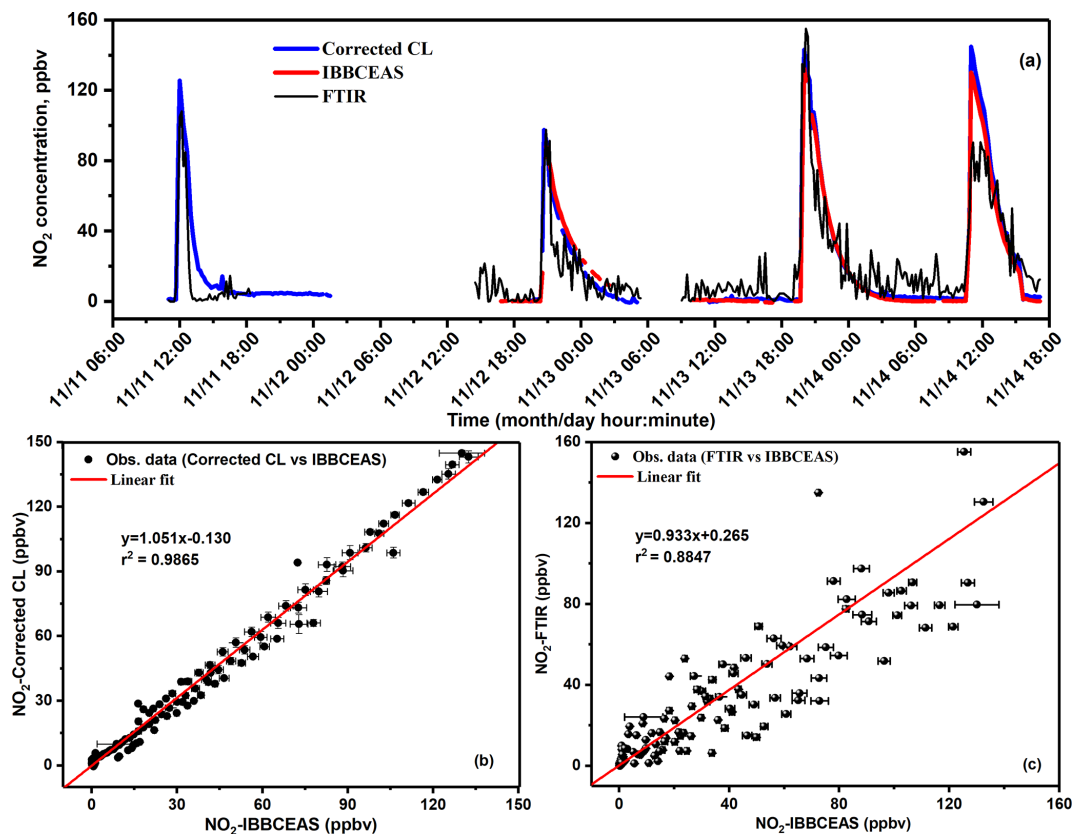 160
120
80
40
0
NO₂ concentration, ppbv
Corrected CL
IBBCEAS
FTIR
(a)
11/11 06:00
11/11 12:00
11/11 18:00
11/12 00:00
11/12 06:00
11/12 12:00
11/12 18:00
11/13 00:00
11/13 06:00
11/13 12:00
11/13 18:00
11/14 00:00
11/14 06:00
11/14 12:00
11/14 18:00
Time (month/day hour:minute)
150
120
90
60
30
0
NO₂-Corrected CL (ppbv)
Obs. data (Corrected CL vs IBBCEAS)
Linear fit
y=1.051x-0.130
r² = 0.9865
(b)
0 30 60 90 120 150
NO₂-IBBCEAS (ppbv)
160
120
80
40
0
NO₂-FTIR (ppbv)
Obs. data (FTIR vs IBBCEAS)
Linear fit
y=0.933x+0.265
r² = 0.8847
(c)
0 40 80 120 160
NO₂-IBBCEAS (ppbv)